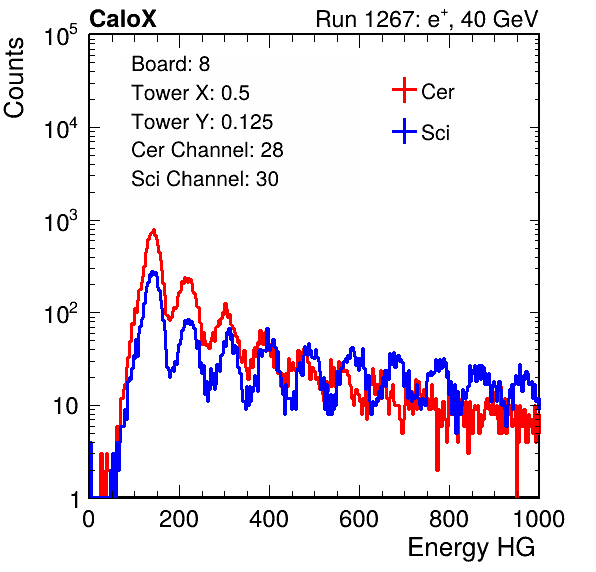 CaloX Run 1267: e⁺, 40 GeV
Counts
10⁵
10⁴
10³
10²
10
1
Board: 8
Tower X: 0.5
Tower Y: 0.125
Cer Channel: 28
Sci Channel: 30
Cer
Sci
0 200 400 600 800 1000
Energy HG